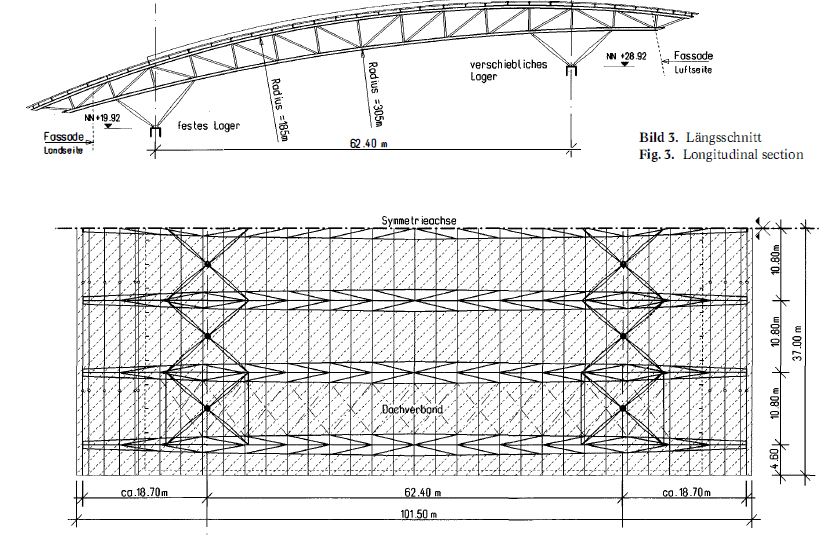 verschiebliches
Lager
NN +28.92
Fassade
Luftseite
Radius = 185m
Radius = 305m
NN+19.92
festes Lager
Fassade
Landseite
62.40 m
Bild 3. Längsschnitt
Fig. 3. Longitudinal section
Symmetrieachse
10.80m
10.80m
10.80m
4.60
37.00 m
Dachverband
ca.18.70m
62.40 m
ca.18.70m
101.50 m